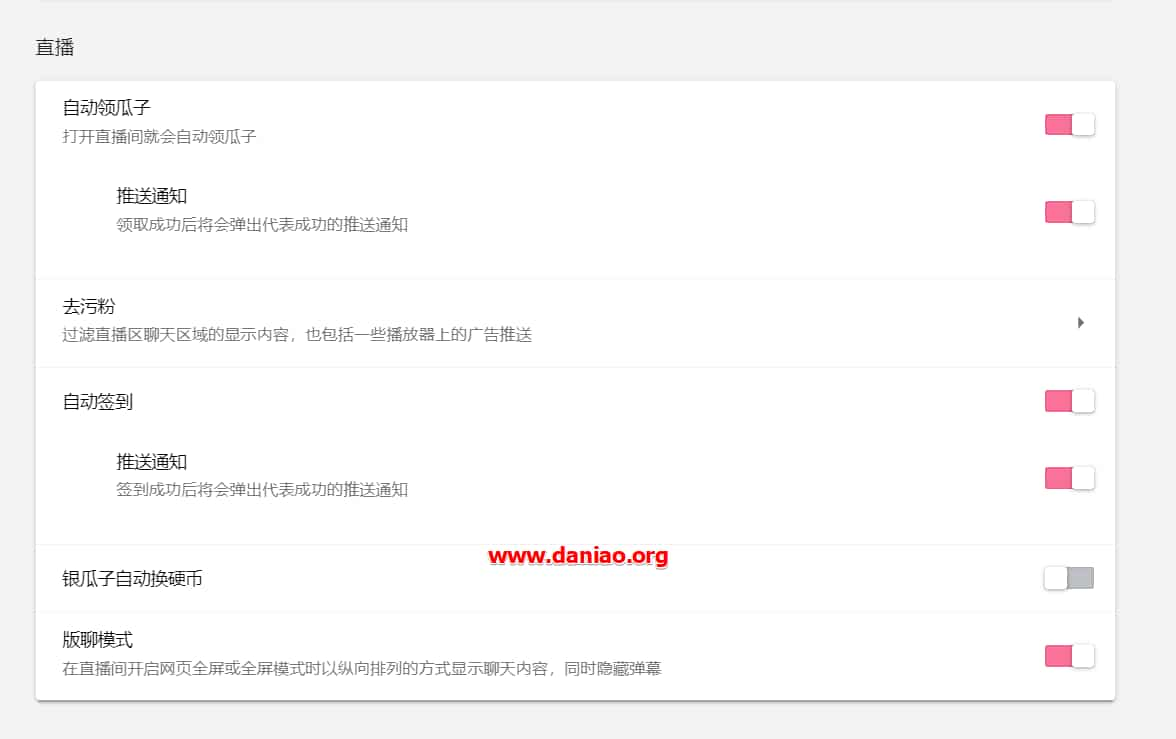 直播
自动领瓜子
打开直播间就会自动领瓜子
推送通知
领取成功后将会弹出代表成功的推送通知
去污粉
过滤直播区聊天区域的显示内容，也包括一些播放器上的广告推送
自动签到
推送通知
签到成功后将会弹出代表成功的推送通知
www.daniao.org
银瓜子自动换硬币
版聊模式
在直播间开启网页全屏或全屏模式时以纵向排列的方式显示聊天内容，同时隐藏弹幕